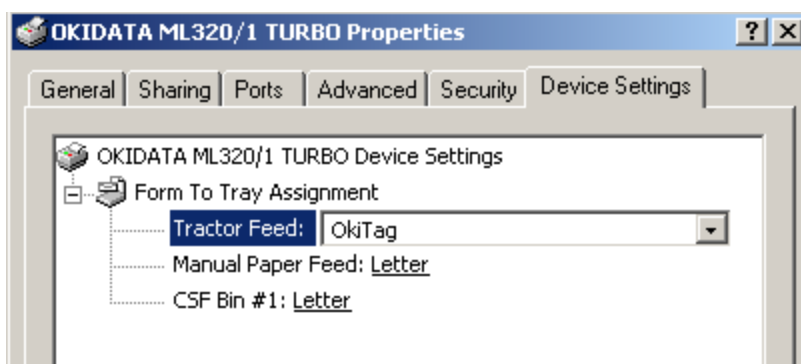 OKIDATA ML320/1 TURBO Properties
General Sharing Ports Advanced Security Device Settings
OKIDATA ML320/1 TURBO Device Settings
Form To Tray Assignment
Tractor Feed: OkiTag
Manual Paper Feed: Letter
CSF Bin #1: Letter